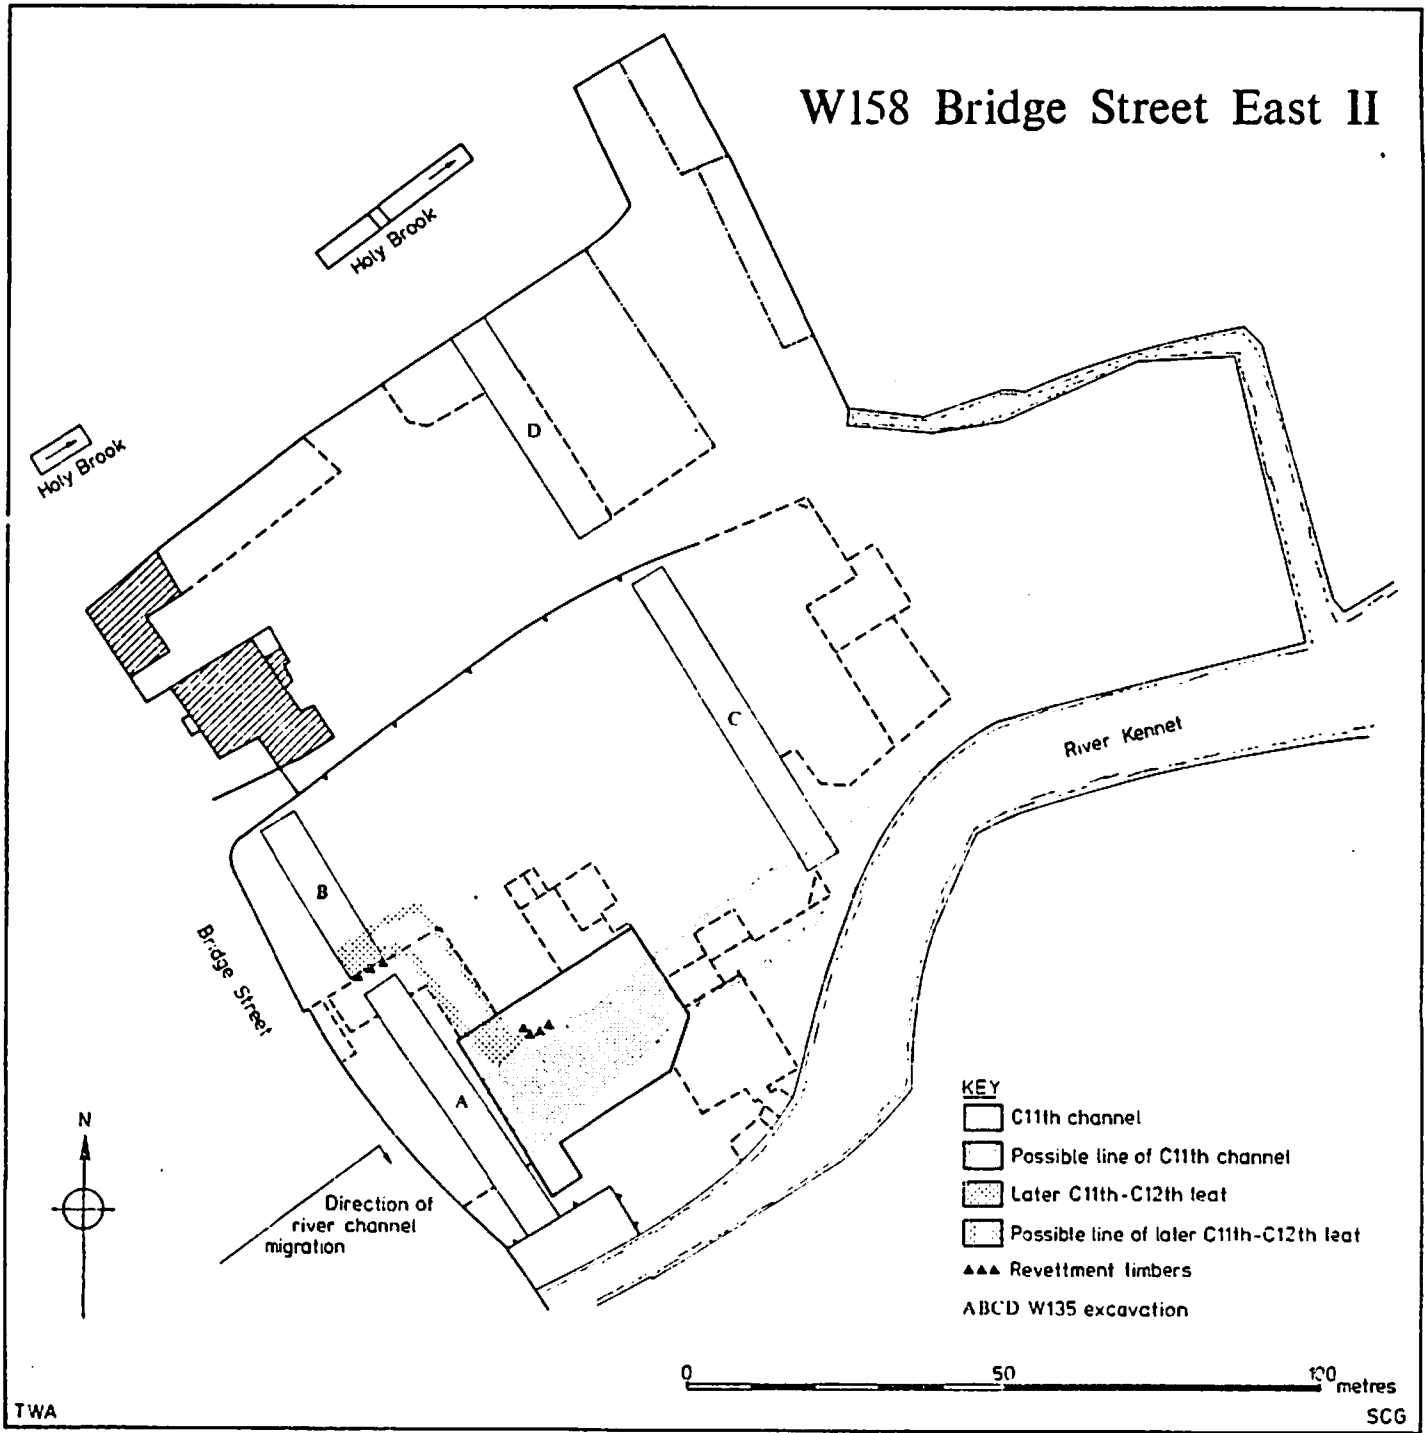 W158 Bridge Street East II
Holy Brook
Holy Brook
D
C
River Kennet
B
Bridge Street
A
N
Direction of
river channel
migration
KEY
C11th channel
Possible line of C11th channel
Later C11th-C12th leat
Possible line of later C11th-C12th leat
Revettment timbers
ABCD W135 excavation
0 50 100 metres
TWA
SCG